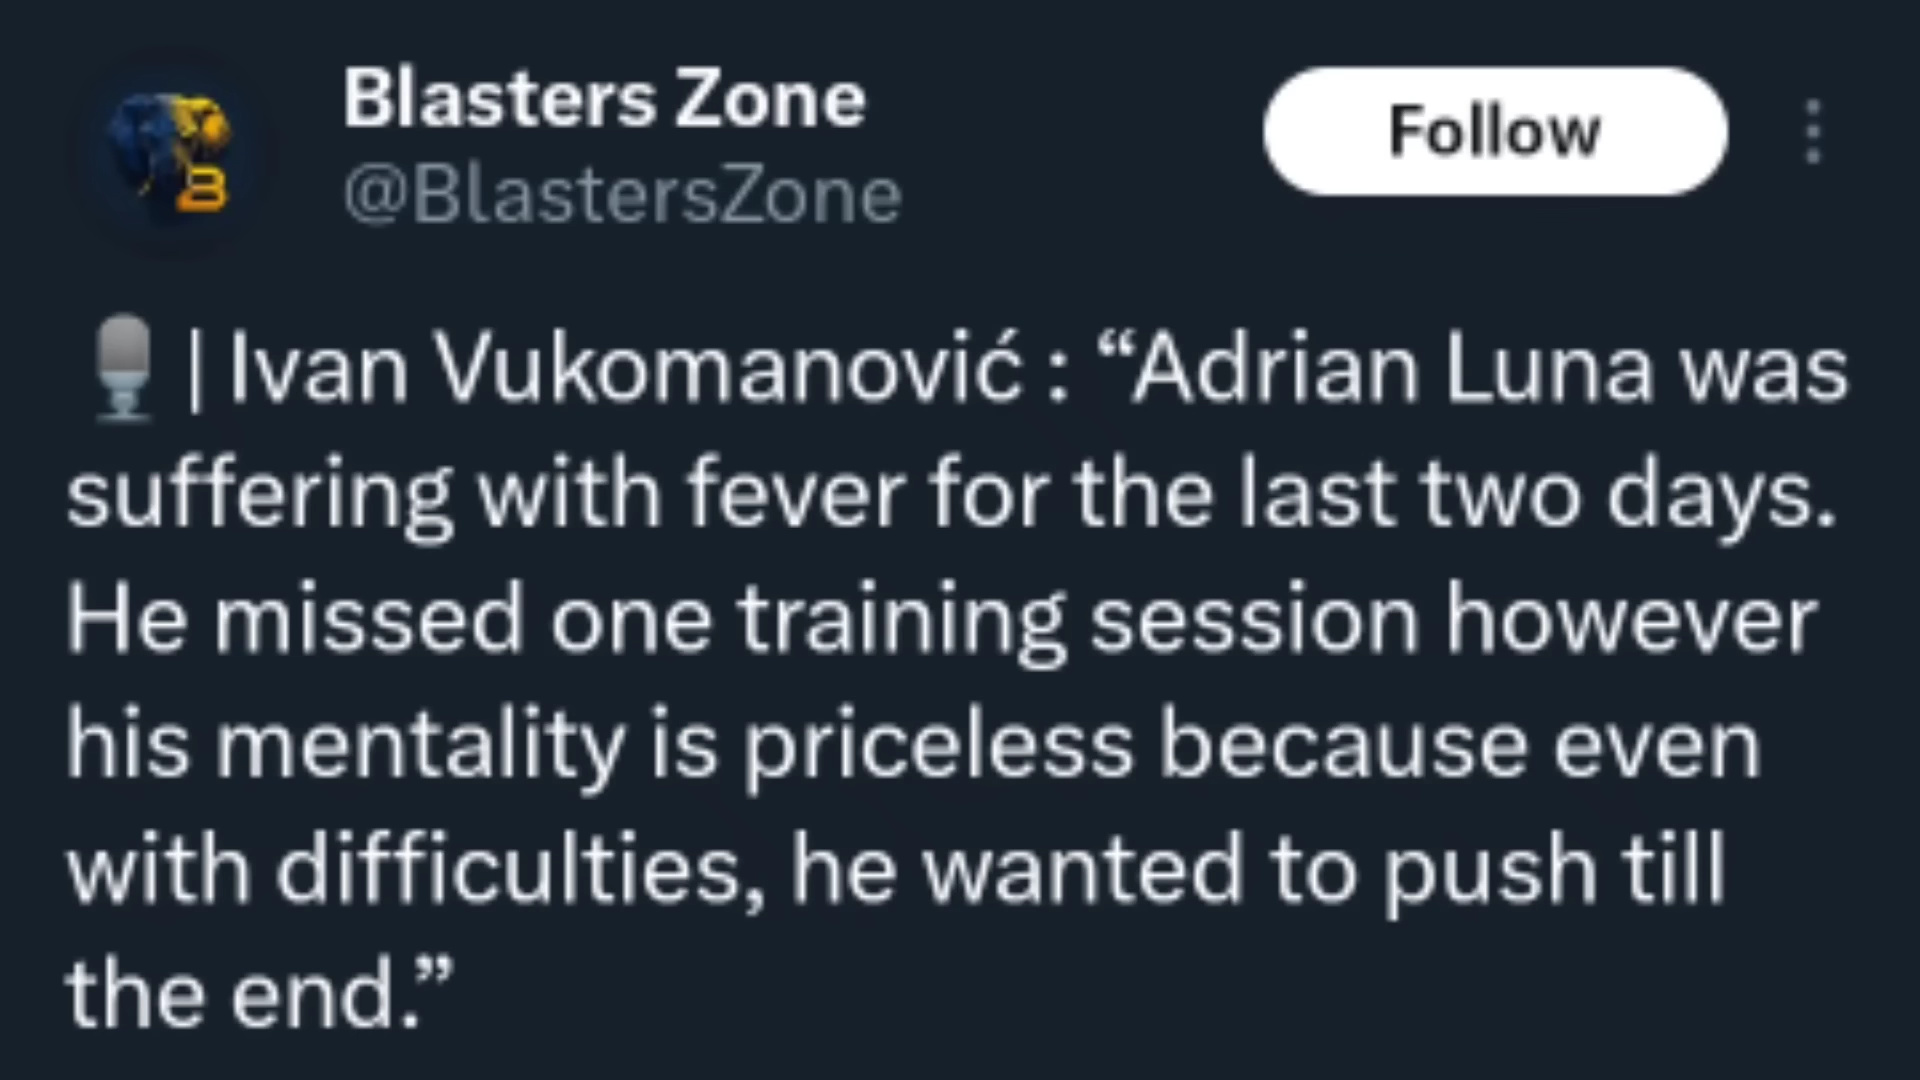 Blasters Zone
Follow
@BlastersZone
🎙️ | Ivan Vukomanović : “Adrian Luna was
suffering with fever for the last two days.
He missed one training session however
his mentality is priceless because even
with difficulties, he wanted to push till
the end.”